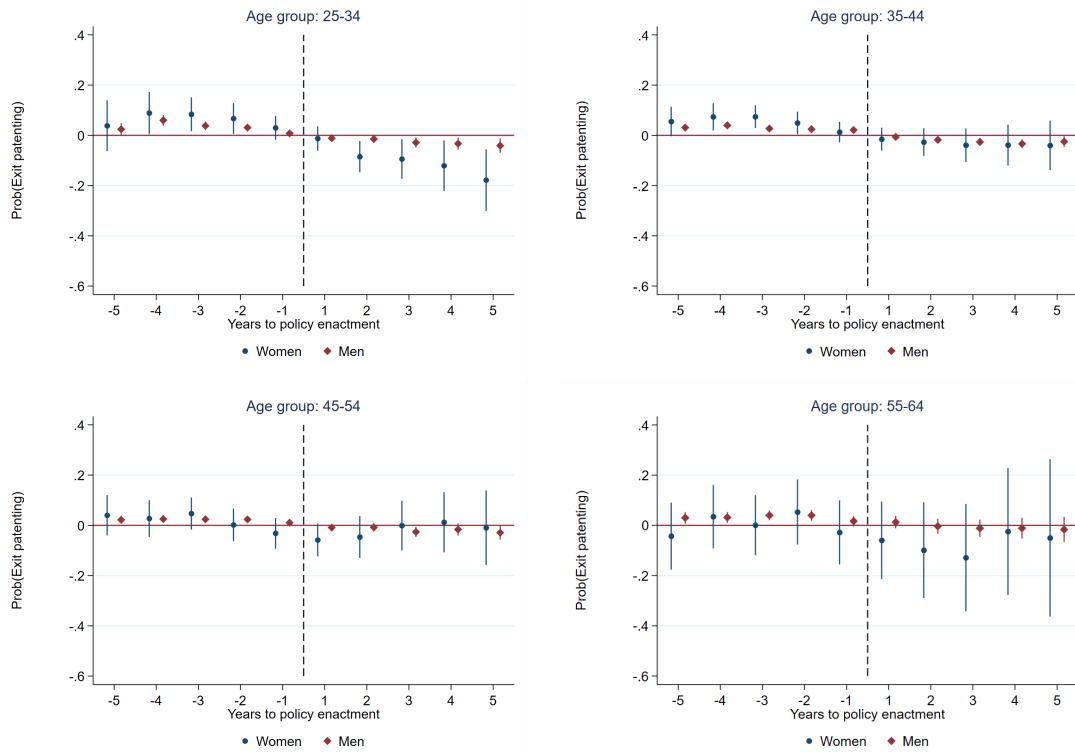 Age group: 25-34
Prob(Exit patenting)
.4
.2
0
-.2
-.4
-.6
-5 -4 -3 -2 -1 1 2 3 4 5
Years to policy enactment
Women Men
Age group: 35-44
Prob(Exit patenting)
.4
.2
0
-.2
-.4
-.6
-5 -4 -3 -2 -1 1 2 3 4 5
Years to policy enactment
Women Men
Age group: 45-54
Prob(Exit patenting)
.4
.2
0
-.2
-.4
-.6
-5 -4 -3 -2 -1 1 2 3 4 5
Years to policy enactment
Women Men
Age group: 55-64
Prob(Exit patenting)
.4
.2
0
-.2
-.4
-.6
-5 -4 -3 -2 -1 1 2 3 4 5
Years to policy enactment
Women Men